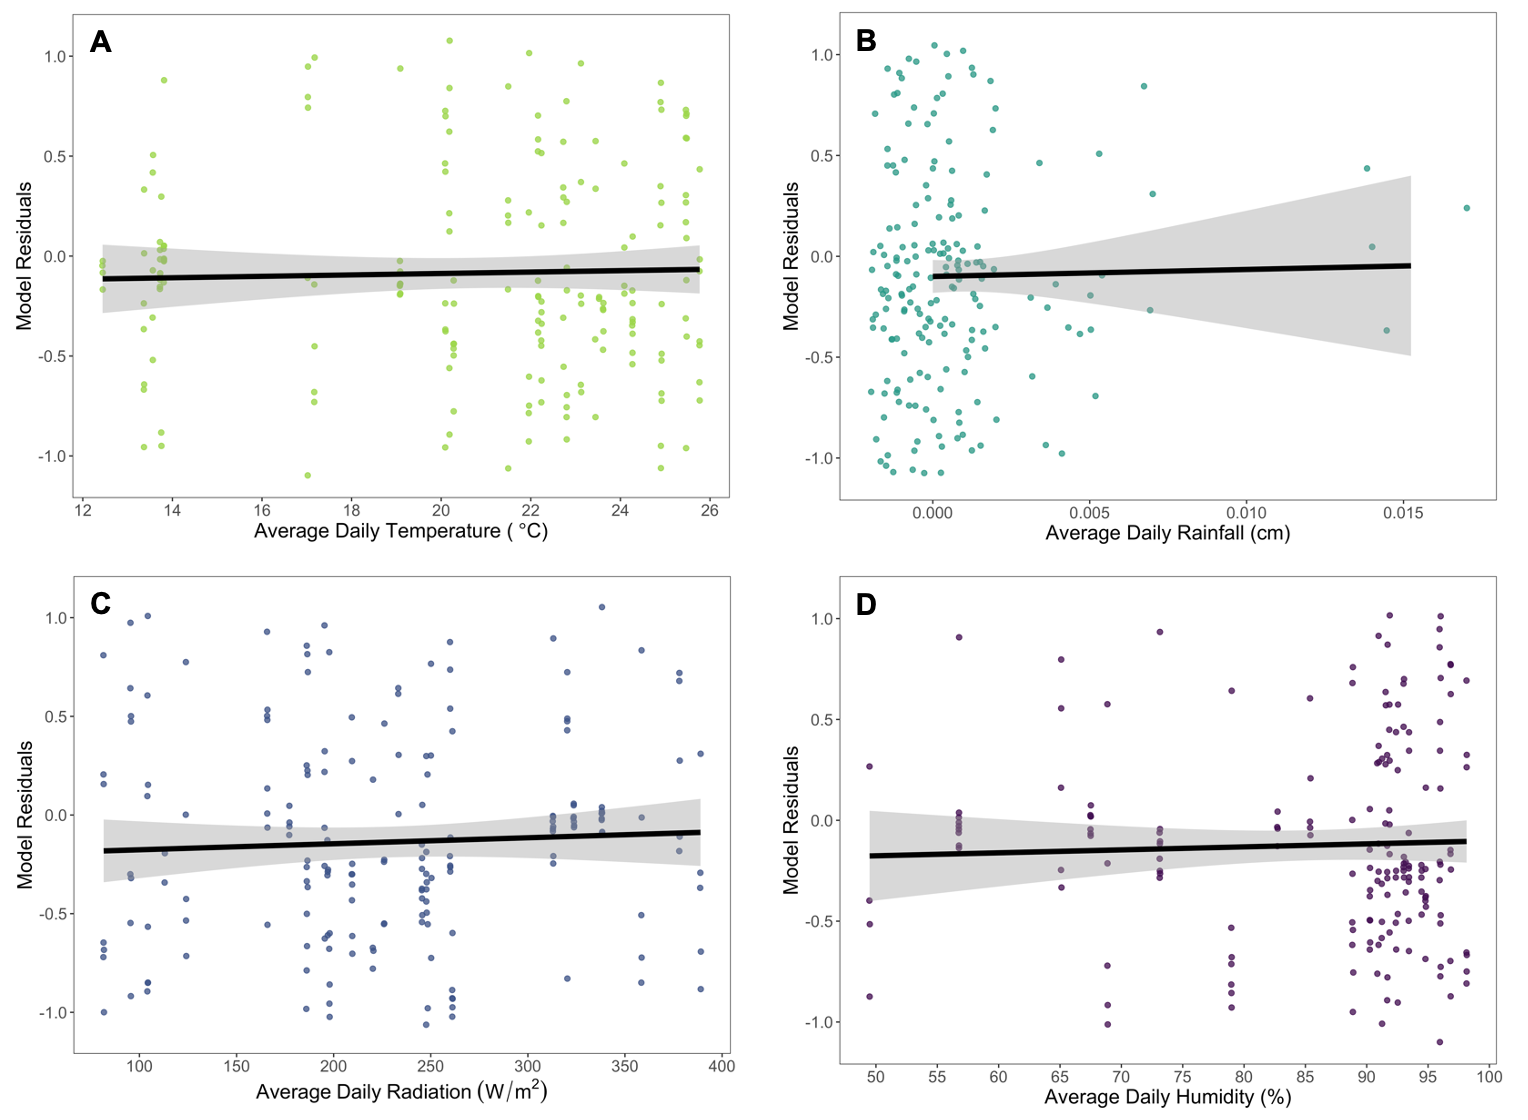 A
1.0
0.5
0.0
-0.5
-1.0
Model Residuals
12 14 16 18 20 22 24 26
Average Daily Temperature ( °C)
B
1.0
0.5
0.0
-0.5
-1.0
Model Residuals
0.000 0.005 0.010 0.015
Average Daily Rainfall (cm)
C
1.0
0.5
0.0
-0.5
-1.0
Model Residuals
100 150 200 250 300 350 400
Average Daily Radiation (W/m²)
D
1.0
0.5
0.0
-0.5
-1.0
Model Residuals
50 55 60 65 70 75 80 85 90 95 100
Average Daily Humidity (%)